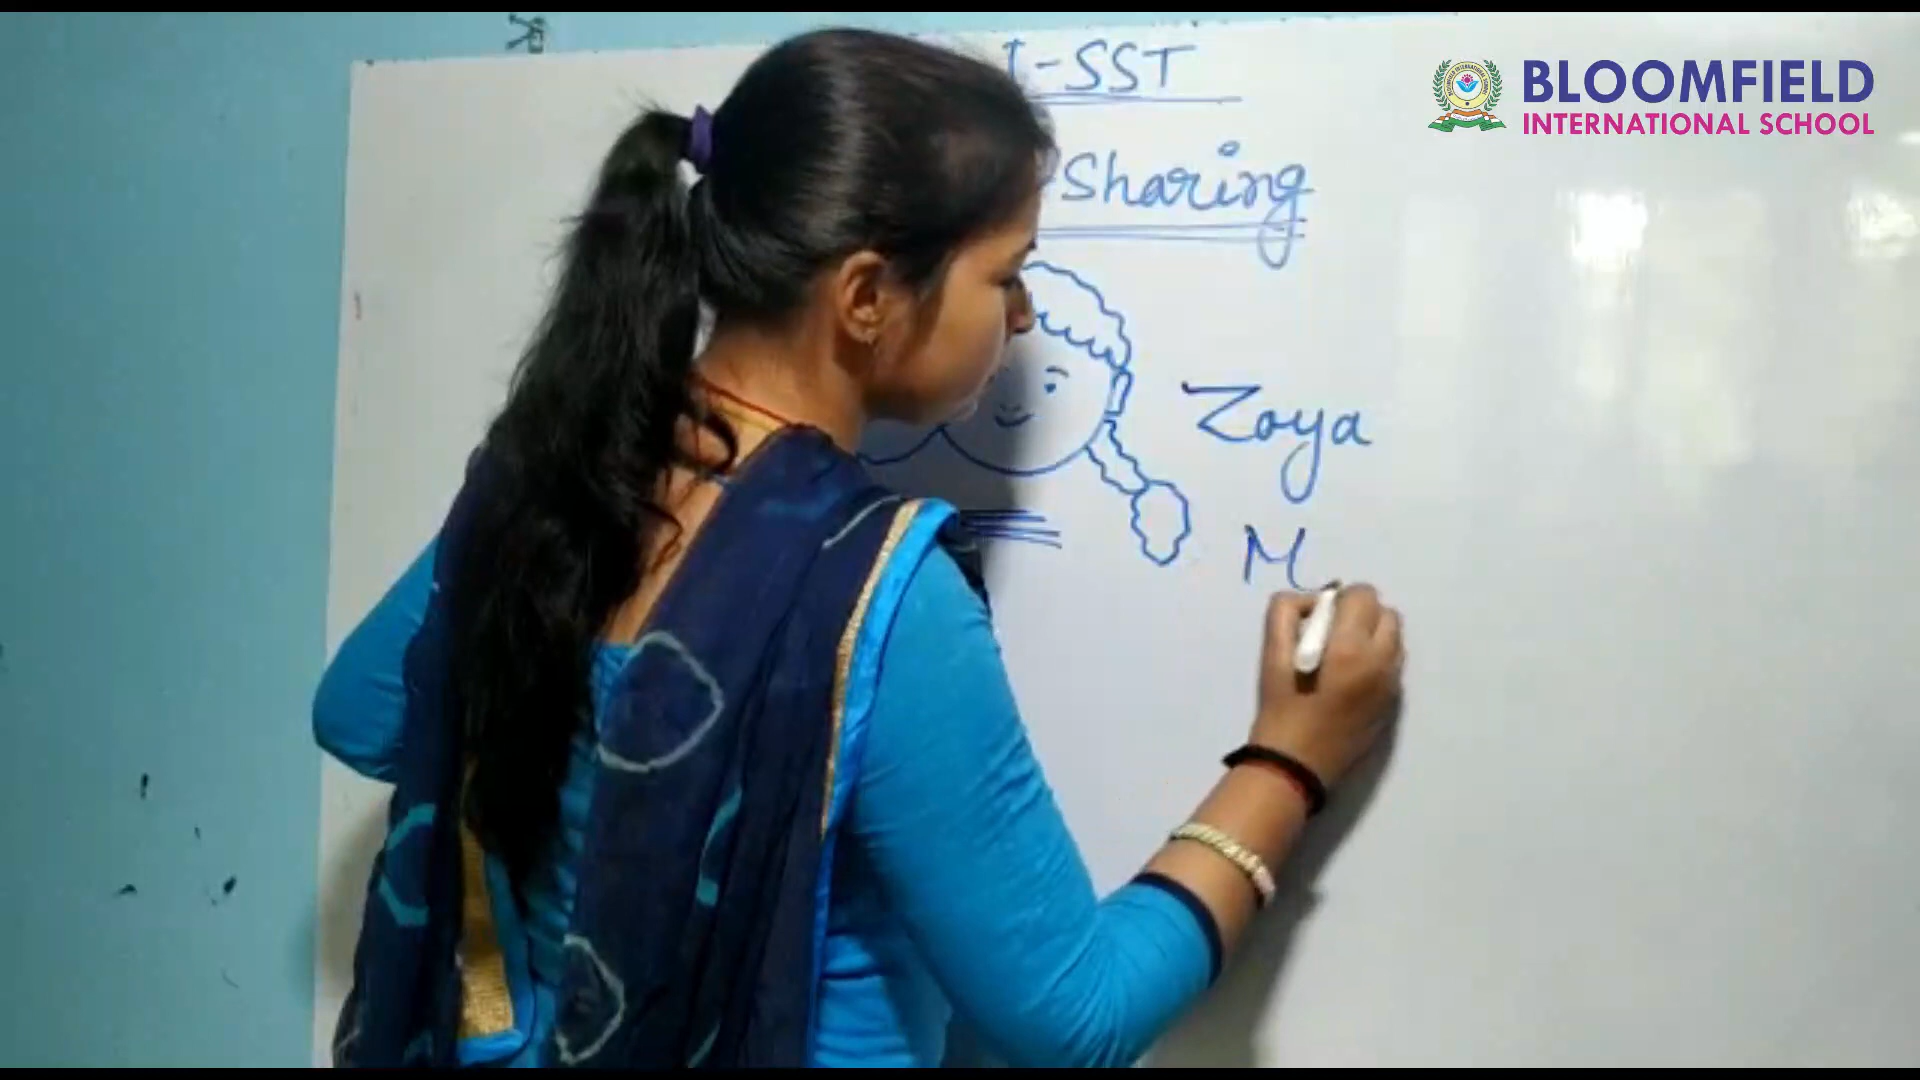 I-SST
Sharing
Zoya
M
BLOOMFIELD
INTERNATIONAL SCHOOL